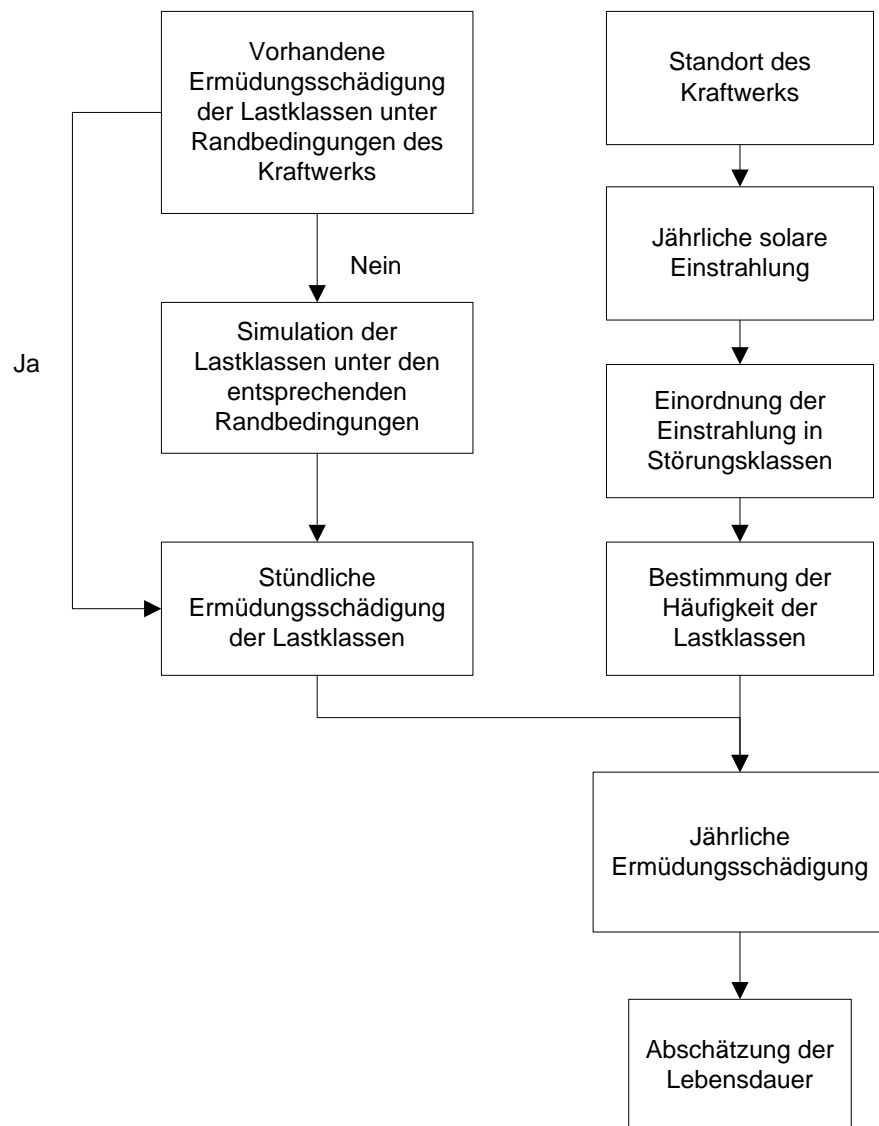 Vorhandene
Ermüdungsschädigung
der Lastklassen unter
Randbedingungen des
Kraftwerks
Nein
Ja
Simulation der
Lastklassen unter den
entsprechenden
Randbedingungen
Stündliche
Ermüdungsschädigung
der Lastklassen
Standort des
Kraftwerks
Jährliche solare
Einstrahlung
Einordnung der
Einstrahlung in
Störungsklassen
Bestimmung der
Häufigkeit der
Lastklassen
Jährliche
Ermüdungsschädigung
Abschätzung der
Lebensdauer